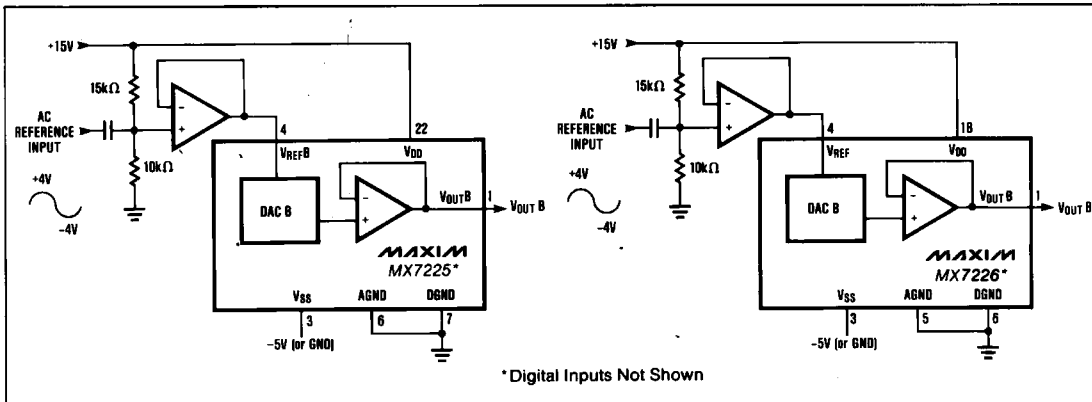 +15V
15kΩ
AC
REFERENCE
INPUT
10kΩ
+4V
-4V
4
VREFB
22
VDD
DAC B
VOUTB
1
VOUT B
MAXIM
MX7225*
VSS
AGND
DGND
3
6
7
-5V (or GND)
+15V
15kΩ
AC
REFERENCE
INPUT
10kΩ
+4V
-4V
4
VREF
18
VDD
DAC B
VOUT B
1
VOUT B
MAXIM
MX7226*
VSS
AGND
DGND
3
5
6
-5V (or GND)
*Digital Inputs Not Shown